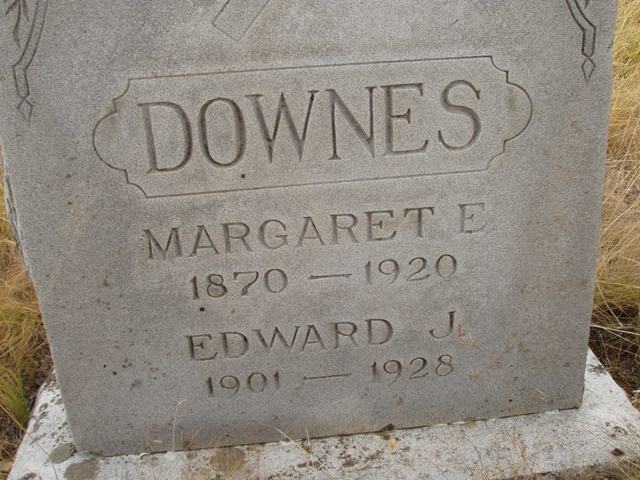 DOWNES
MARGARET E
1870 — 1920
EDWARD J.
1901 — 1928